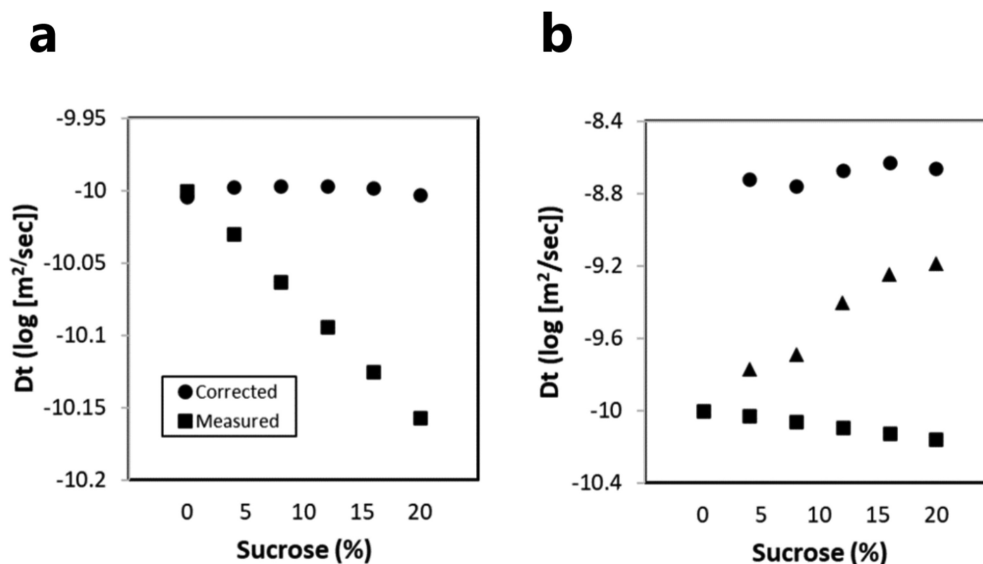 a
-9.95
-10
-10.05
-10.1
-10.15
-10.2
Dt (log [m²/sec])
Corrected
Measured
0 5 10 15 20
Sucrose (%)
b
-8.4
-8.8
-9.2
-9.6
-10
-10.4
Dt (log [m²/sec])
0 5 10 15 20
Sucrose (%)